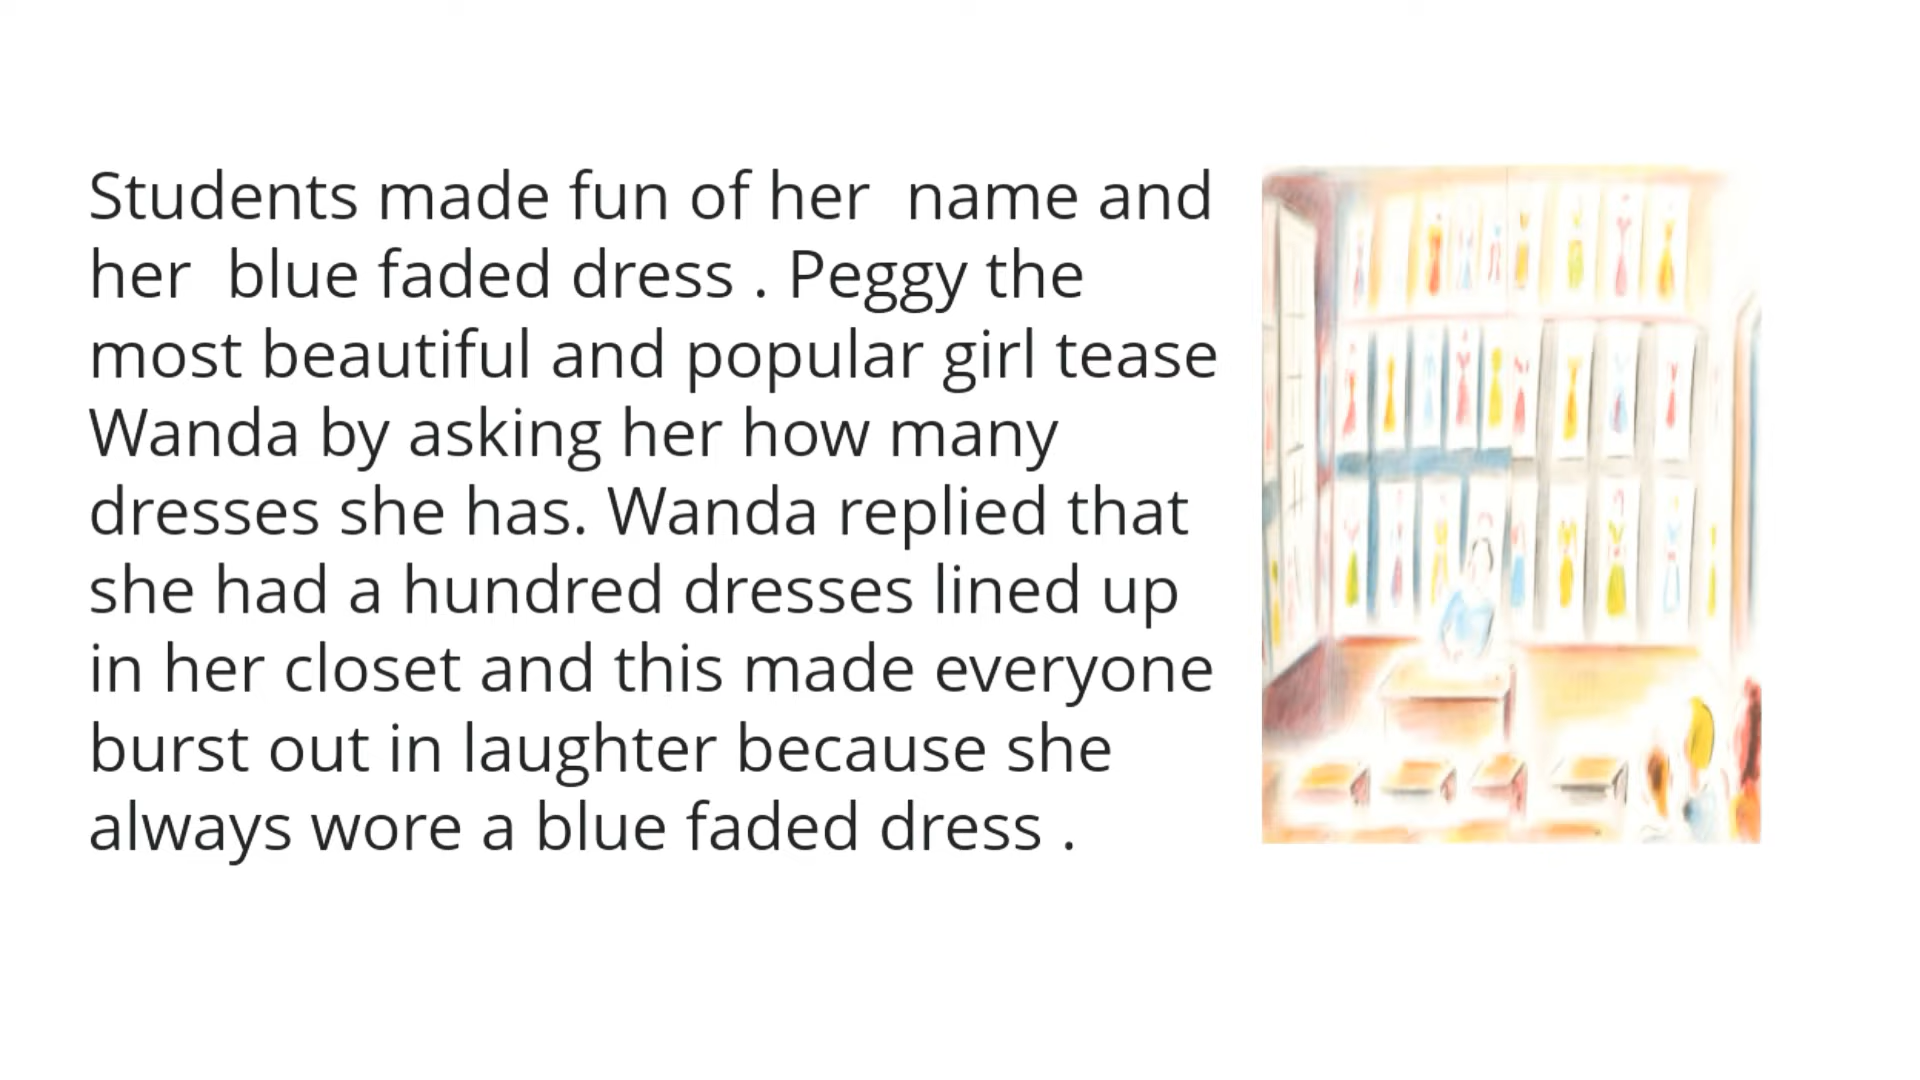 Students made fun of her  name and
her  blue faded dress . Peggy the
most beautiful and popular girl tease
Wanda by asking her how many
dresses she has. Wanda replied that
she had a hundred dresses lined up
in her closet and this made everyone
burst out in laughter because she
always wore a blue faded dress .